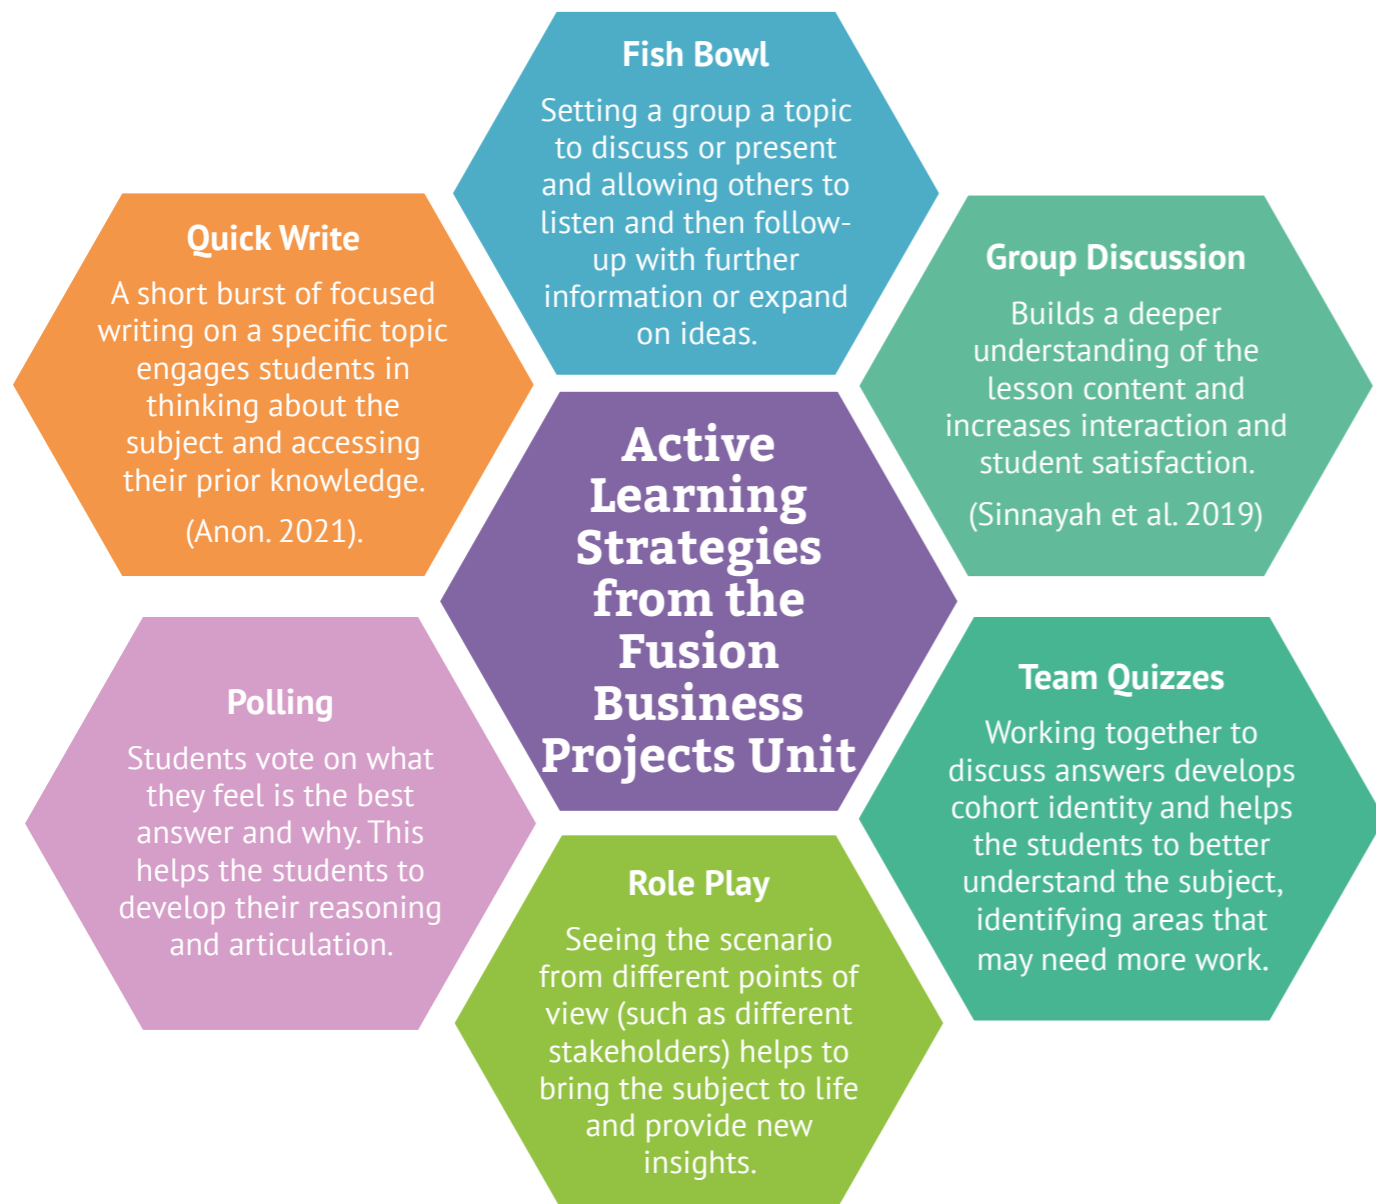 Fish Bowl
Setting a group a topic
to discuss or present
and allowing others to
listen and then follow-
up with further
information or expand
on ideas.
Quick Write
A short burst of focused
writing on a specific topic
engages students in
thinking about the
subject and accessing
their prior knowledge.
(Anon. 2021).
Group Discussion
Builds a deeper
understanding of the
lesson content and
increases interaction and
student satisfaction.
(Sinnayah et al. 2019)
Active
Learning
Strategies
from the
Fusion
Business
Projects Unit
Polling
Students vote on what
they feel is the best
answer and why. This
helps the students to
develop their reasoning
and articulation.
Team Quizzes
Working together to
discuss answers develops
cohort identity and helps
the students to better
understand the subject,
identifying areas that
may need more work.
Role Play
Seeing the scenario
from different points of
view (such as different
stakeholders) helps to
bring the subject to life
and provide new
insights.